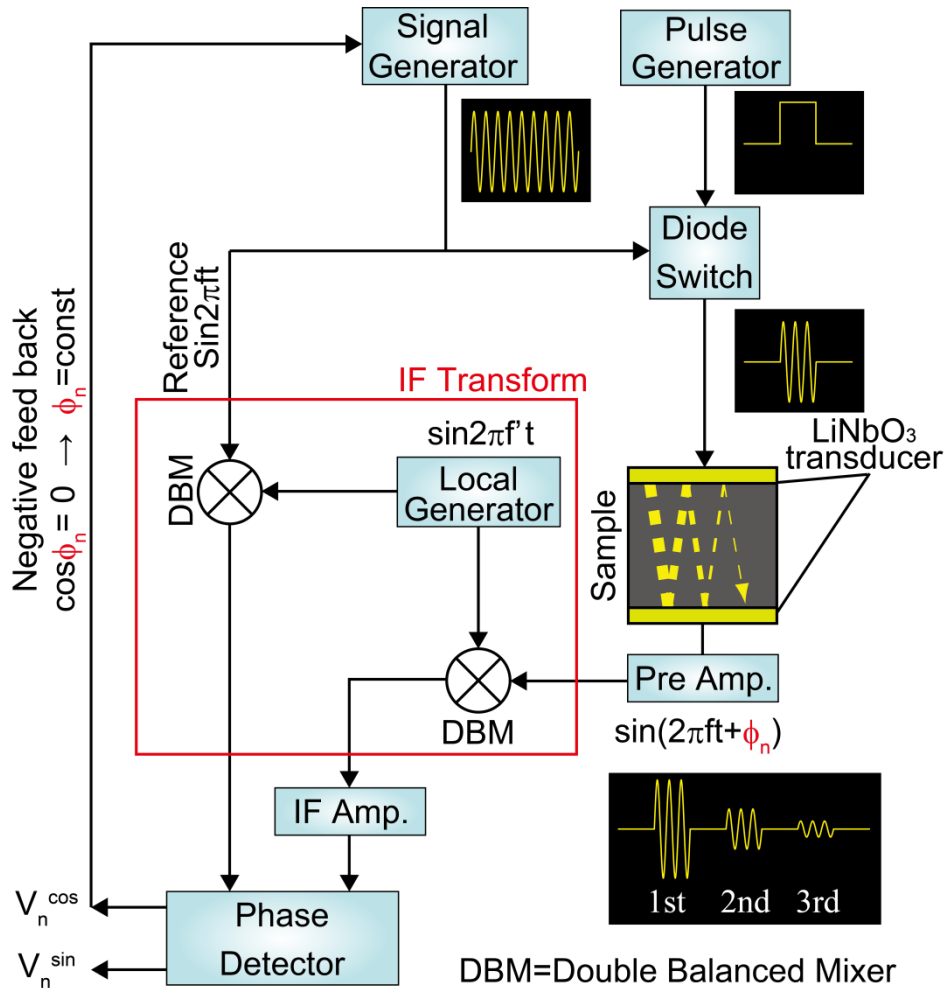 Signal
Generator
Pulse
Generator
Diode
Switch
Reference
Sin2πft
Negative feed back
cosϕn = 0 → ϕn=const
IF Transform
sin2πf't
Local
Generator
DBM
LiNbO3
transducer
Sample
Pre Amp.
DBM
sin(2πft+ϕn)
IF Amp.
1st 2nd 3rd
Vn^cos
Phase
Detector
Vn^sin
DBM=Double Balanced Mixer